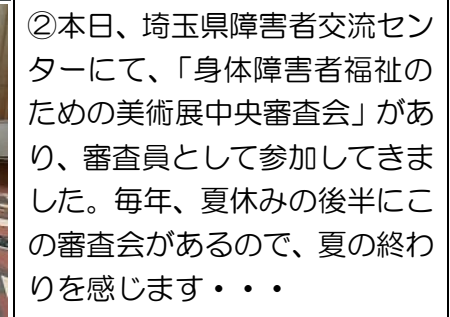 ②本日、埼玉県障害者交流セン
ターにて、「身体障害者福祉の
ための美術展中央審査会」があ
り、審査員として参加してきま
した。毎年、夏休みの後半にこ
の審査会があるので、夏の終わ
りを感じます・・・